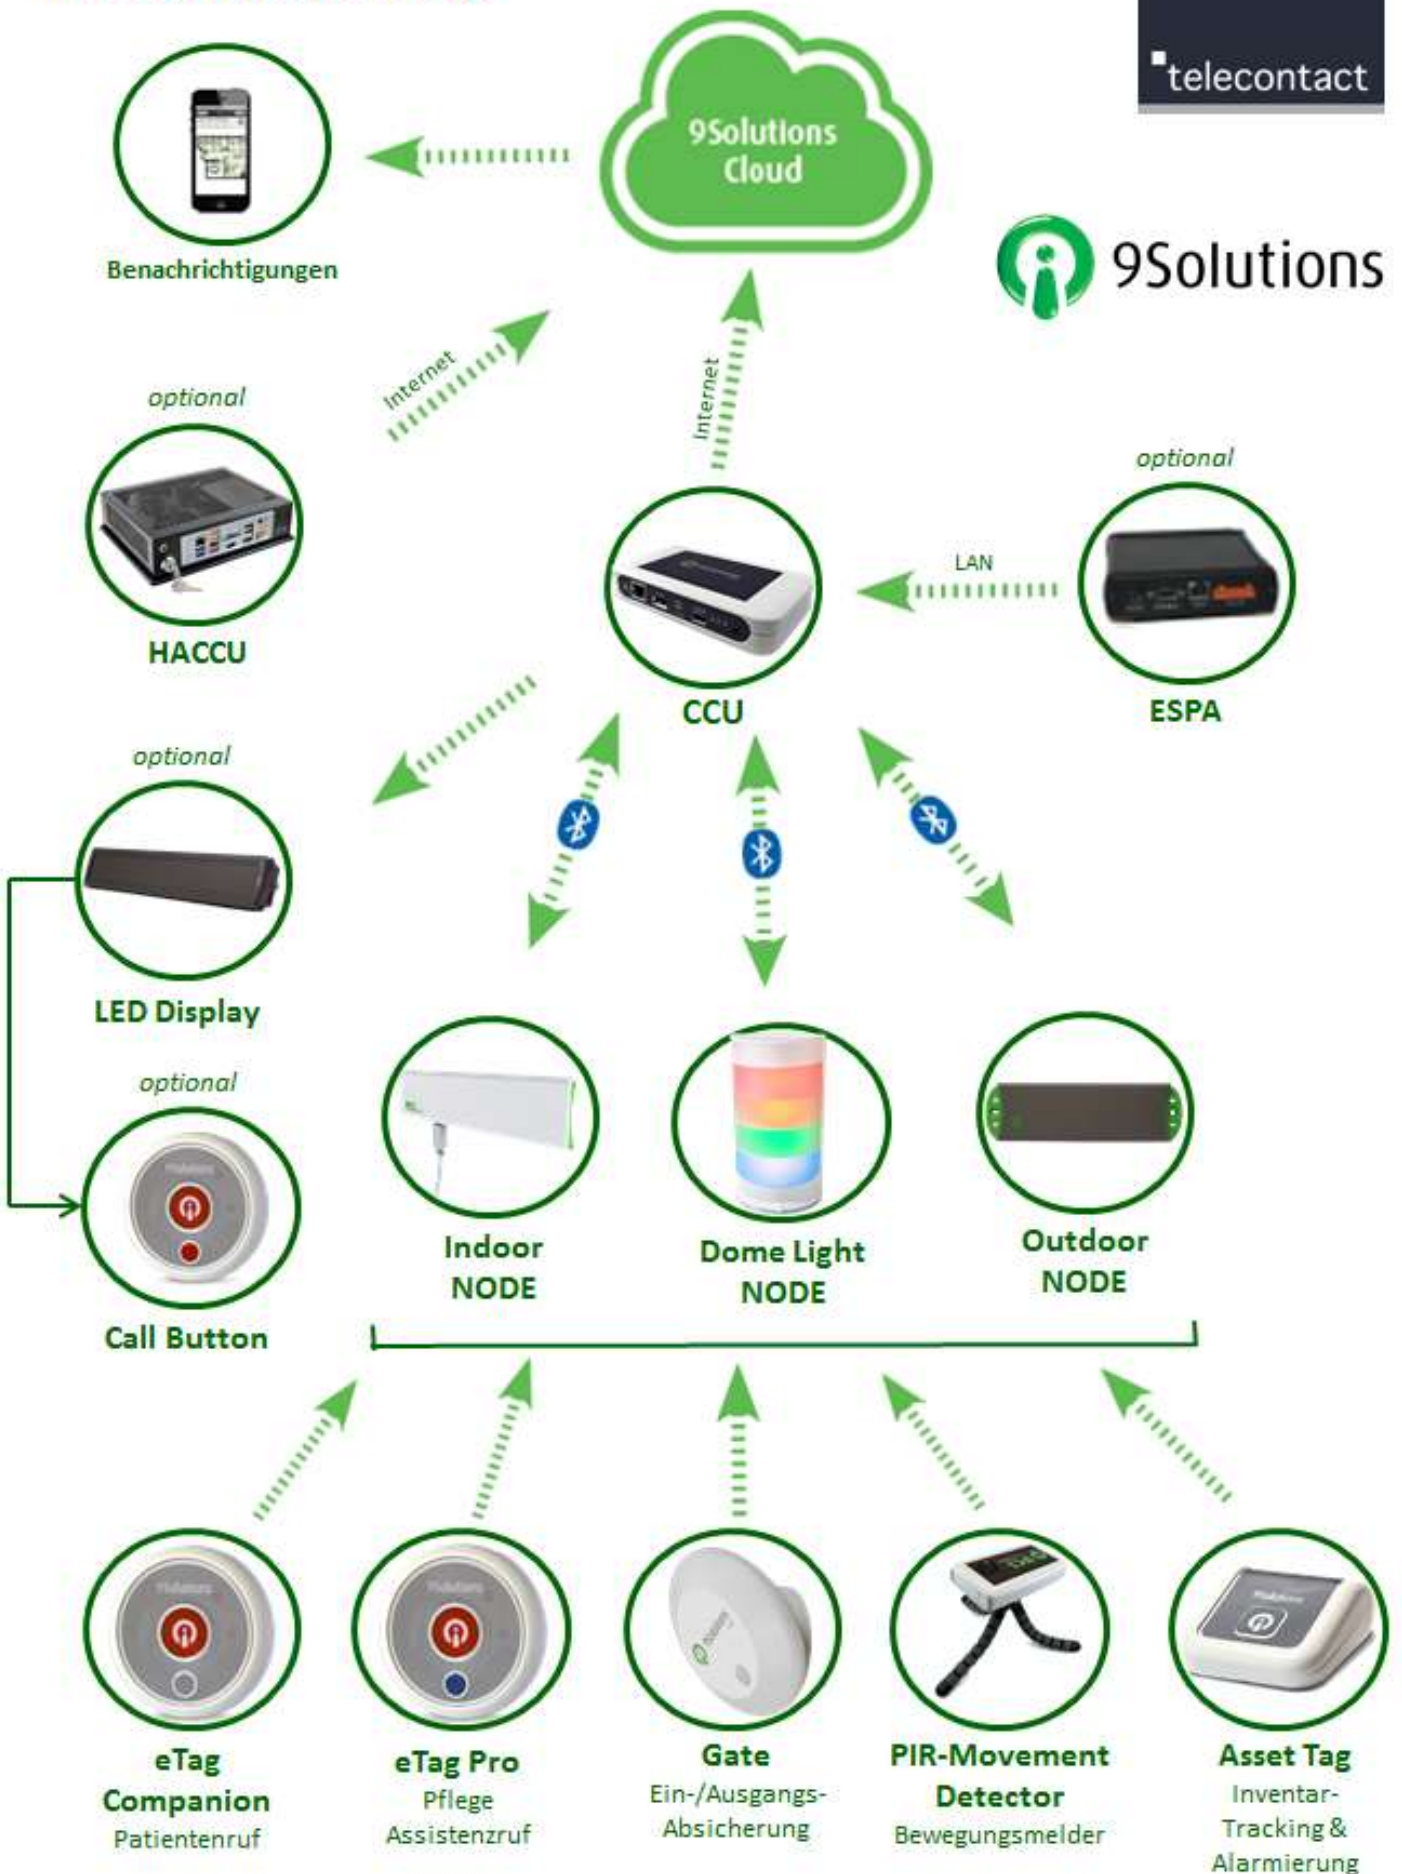 telecontact
9Solutions
Cloud
Benachrichtigungen
9Solutions
Internet
Internet
optional
HACCU
optional
LAN
CCU
ESPA
optional
LED Display
optional
Call Button
Indoor
NODE
Dome Light
NODE
Outdoor
NODE
eTag
Companion
Patientenruf
eTag Pro
Pflege
Assistenzruf
Gate
Ein-/Ausgangs-
Absicherung
PIR-Movement
Detector
Bewegungsmelder
Asset Tag
Inventar-
Tracking &
Alarmierung